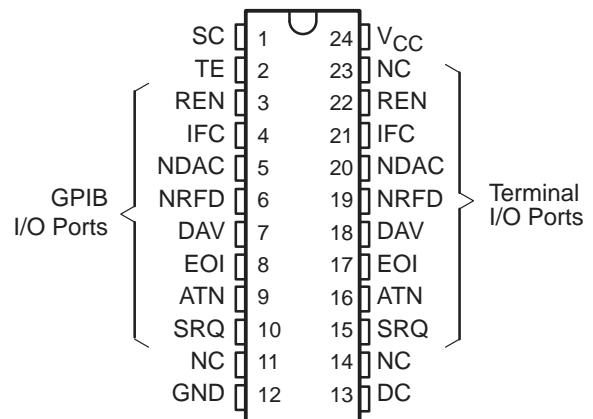 SC 1 24 VCC
TE 2 23 NC
REN 3 22 REN
IFC 4 21 IFC
NDAC 5 20 NDAC
GPIB I/O Ports
NRFD 6 19 NRFD
Terminal I/O Ports
DAV 7 18 DAV
EOI 8 17 EOI
ATN 9 16 ATN
SRQ 10 15 SRQ
NC 11 14 NC
GND 12 13 DC